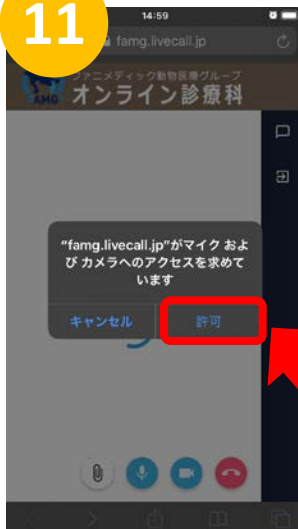 11
14:59
famg.livecall.jp
ファニメディック動物医療グループ
AMG オンライン診療科
"famg.livecall.jp"がマイク およ
び カメラへのアクセスを求めて
います
キャンセル
許可